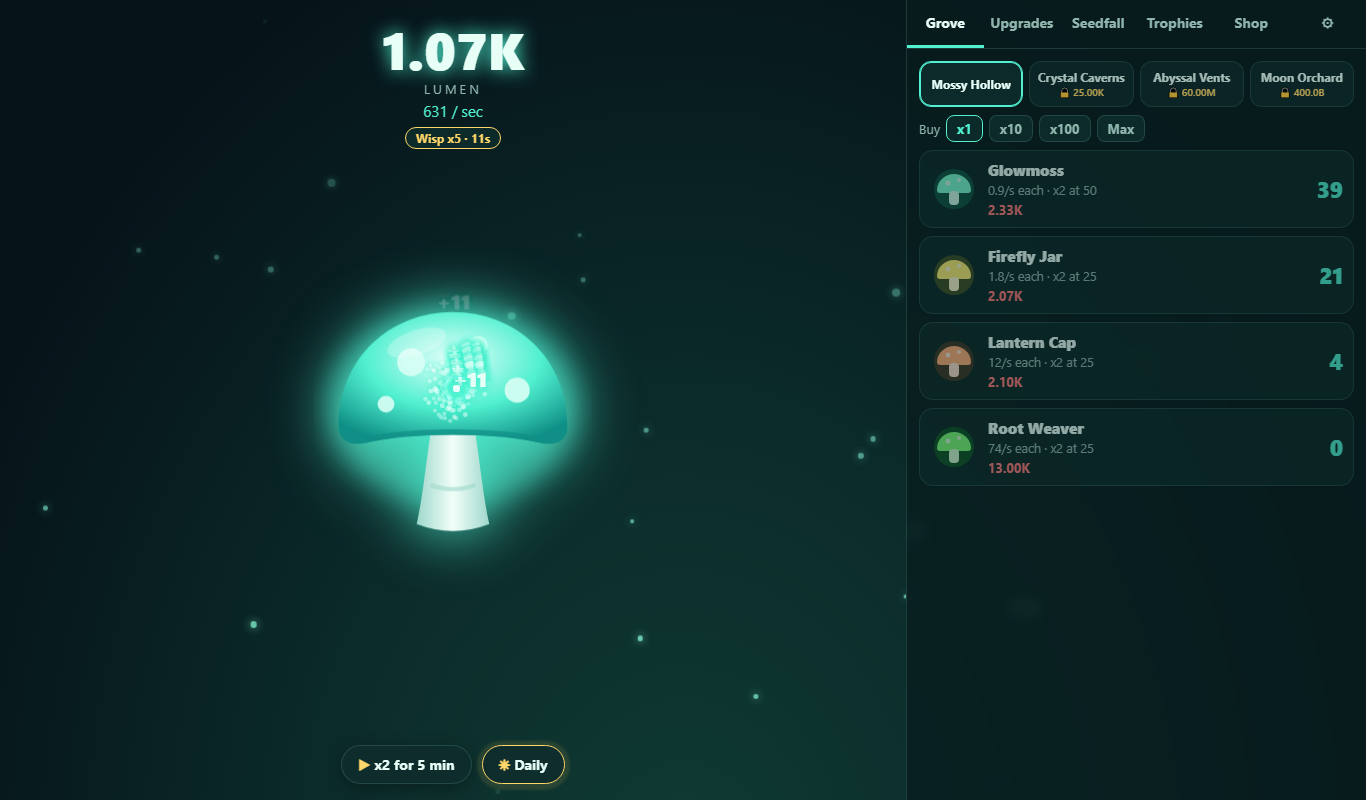 1.07K
LUMEN
631 / sec
Wisp x5 · 11s
+11
+11
x2 for 5 min
Daily
Grove Upgrades Seedfall Trophies Shop
Mossy Hollow
Crystal Caverns
25.00K
Abyssal Vents
60.00M
Moon Orchard
400.0B
Buy x1 x10 x100 Max
Glowmoss
0.9/s each · x2 at 50
2.33K
39
Firefly Jar
1.8/s each · x2 at 25
2.07K
21
Lantern Cap
12/s each · x2 at 25
2.10K
4
Root Weaver
74/s each · x2 at 25
13.00K
0